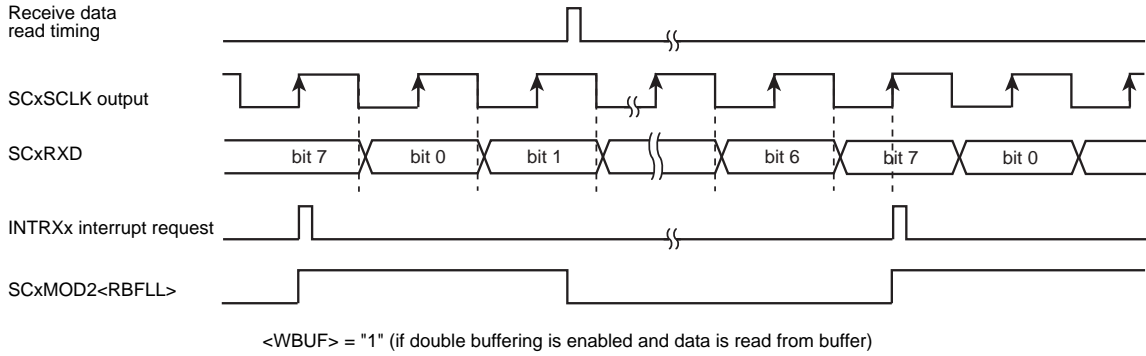 Receive data
read timing
SCxSCLK output
SCxRXD
bit 7 bit 0 bit 1 bit 6 bit 7 bit 0
INTRXx interrupt request
SCxMOD2<RBFLL>
<WBUF> = "1" (if double buffering is enabled and data is read from buffer)